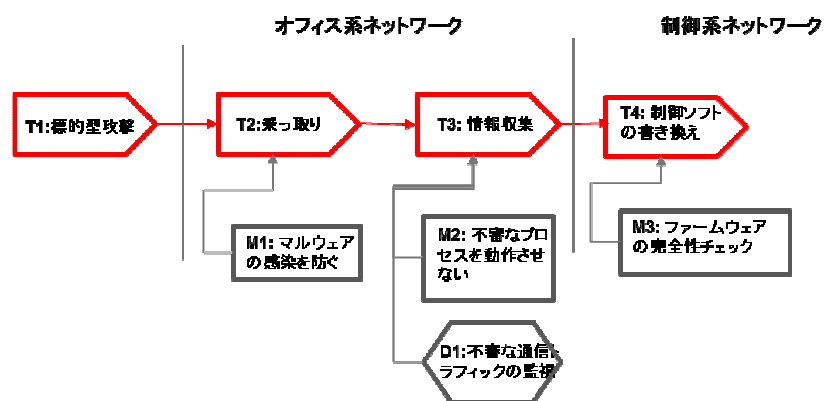 オフィス系ネットワーク
制御系ネットワーク
T1:標的型攻撃
T2:乗っ取り
T3: 情報収集
T4: 制御ソフト
の書き換え
M1: マルウェア
の感染を防ぐ
M2: 不審なプロ
セスを動作させ
ない
M3: ファームウェア
の完全性チェック
D1:不審な通信ト
ラフィックの監視